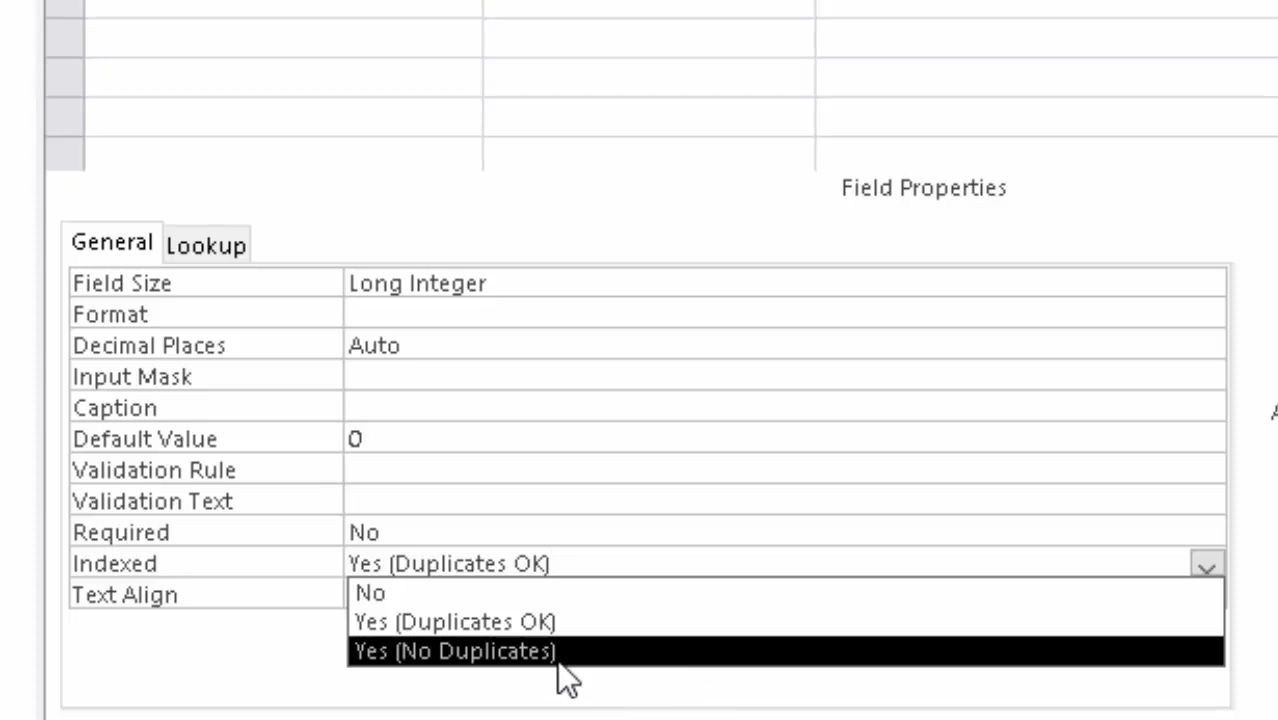 Field Properties
General Lookup
Field Size Long Integer
Format
Decimal Places Auto
Input Mask
Caption
Default Value 0
Validation Rule
Validation Text
Required No
Indexed Yes (Duplicates OK)
Text Align
No
Yes (Duplicates OK)
Yes (No Duplicates)